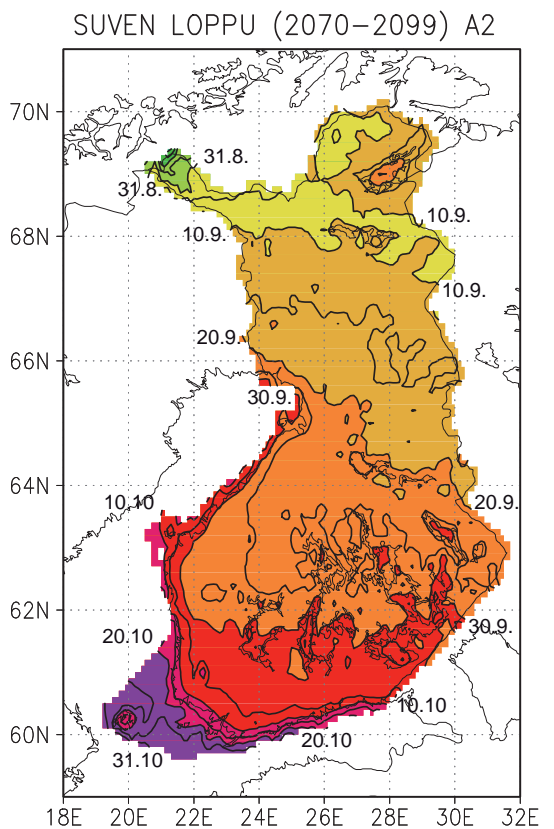 SUVEN LOPPU (2070−2099) A2
70N
31.8.
31.8.
10.9.
10.9.
68N
10.9.
20.9.
66N
30.9.
64N
20.9.
10.10
62N
30.9.
20.10
10.10
60N
20.10
31.10
18E 20E 22E 24E 26E 28E 30E 32E